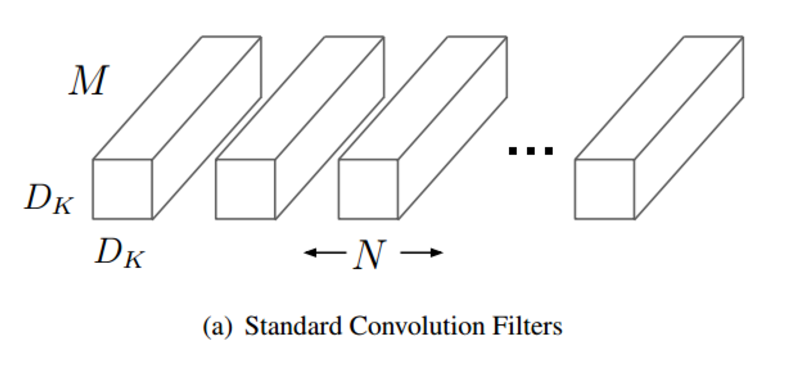 M
D_K
D_K
N
(a) Standard Convolution Filters